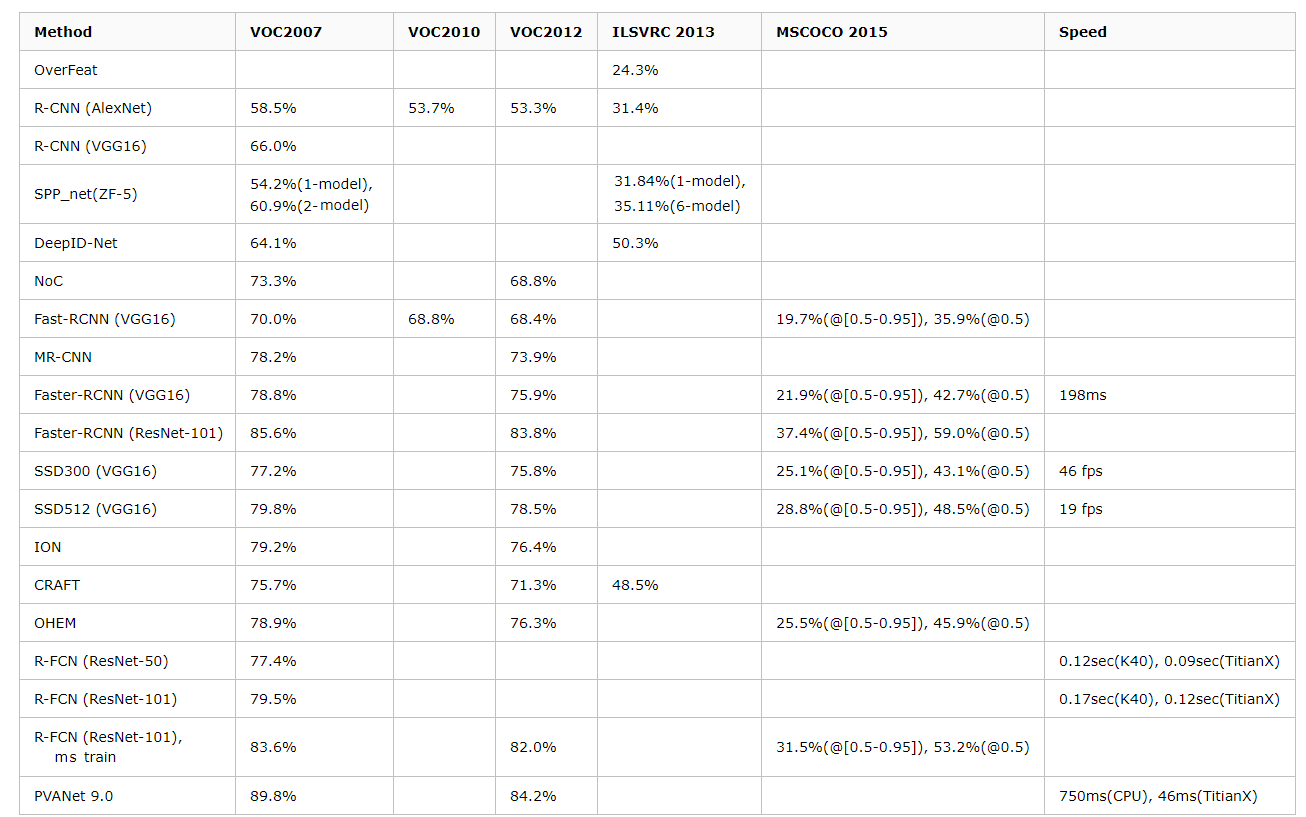 Method VOC2007 VOC2010 VOC2012 ILSVRC 2013 MSCOCO 2015 Speed
OverFeat 24.3%
R-CNN (AlexNet) 58.5% 53.7% 53.3% 31.4%
R-CNN (VGG16) 66.0%
SPP_net(ZF-5) 54.2%(1-model), 31.84%(1-model),
60.9%(2-model) 35.11%(6-model)
DeepID-Net 64.1% 50.3%
NoC 73.3% 68.8%
Fast-RCNN (VGG16) 70.0% 68.8% 68.4% 19.7%(@[0.5-0.95]), 35.9%(@0.5)
MR-CNN 78.2% 73.9%
Faster-RCNN (VGG16) 78.8% 75.9% 21.9%(@[0.5-0.95]), 42.7%(@0.5) 198ms
Faster-RCNN (ResNet-101) 85.6% 83.8% 37.4%(@[0.5-0.95]), 59.0%(@0.5)
SSD300 (VGG16) 77.2% 75.8% 25.1%(@[0.5-0.95]), 43.1%(@0.5) 46 fps
SSD512 (VGG16) 79.8% 78.5% 28.8%(@[0.5-0.95]), 48.5%(@0.5) 19 fps
ION 79.2% 76.4%
CRAFT 75.7% 71.3% 48.5%
OHEM 78.9% 76.3% 25.5%(@[0.5-0.95]), 45.9%(@0.5)
R-FCN (ResNet-50) 77.4% 0.12sec(K40), 0.09sec(TitianX)
R-FCN (ResNet-101) 79.5% 0.17sec(K40), 0.12sec(TitianX)
R-FCN (ResNet-101), 83.6% 82.0% 31.5%(@[0.5-0.95]), 53.2%(@0.5)
ms train
PVANet 9.0 89.8% 84.2% 750ms(CPU), 46ms(TitianX)